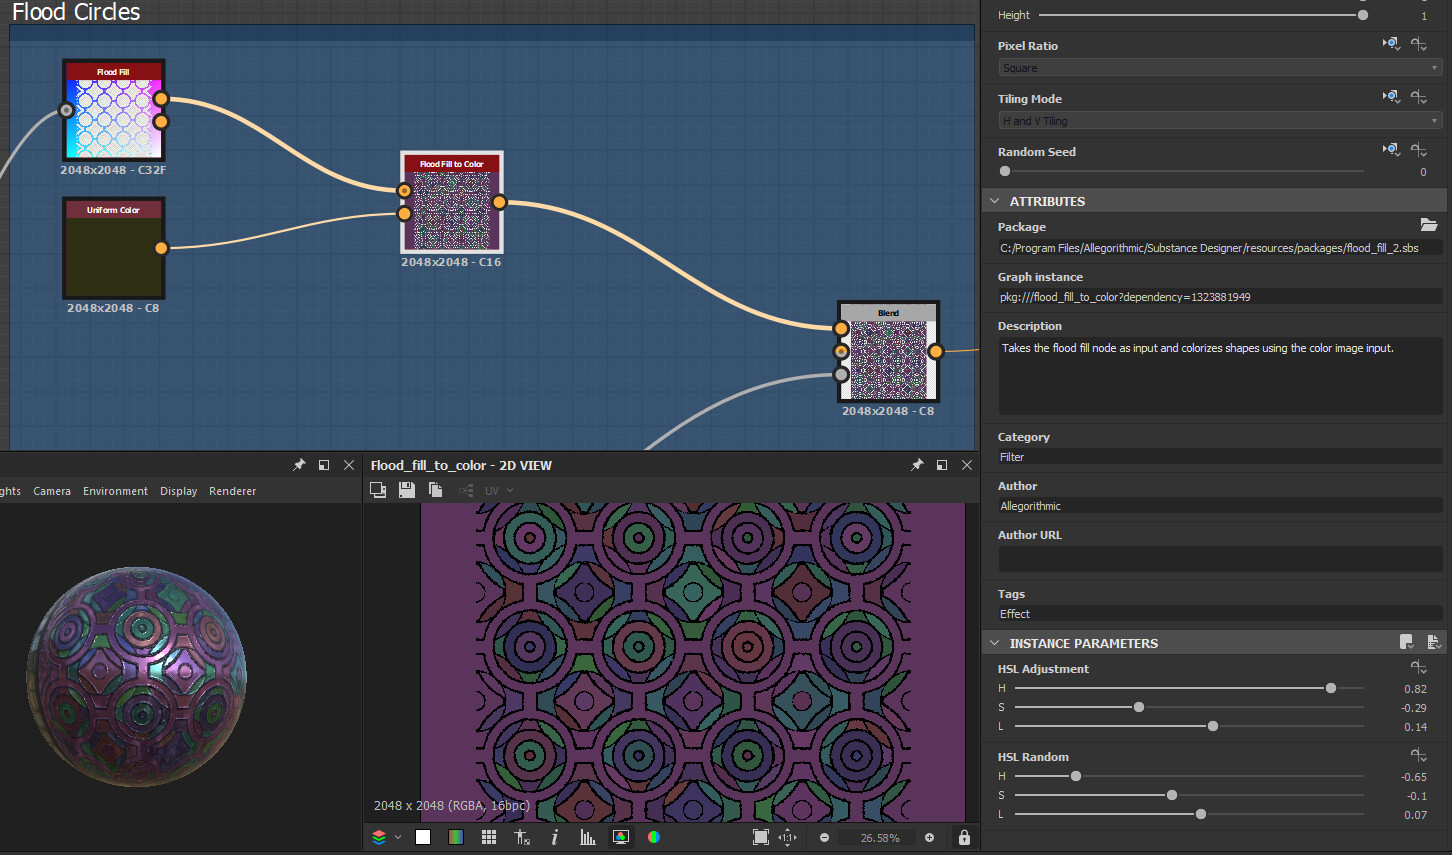 Flood Circles
Flood Fill
2048x2048 - C32F
Uniform Color
2048x2048 - C8
Flood Fill to Color
2048x2048 - C16
Blend
2048x2048 - C8
ghts Camera Environment Display Renderer
Flood_fill_to_color - 2D VIEW
UV
2048 x 2048 (RGBA, 16bpc)
1:1
26.58%
Height 1
Pixel Ratio
Square
Tiling Mode
H and V Tiling
Random Seed
0
ATTRIBUTES
Package
C:/Program Files/Allegorithmic/Substance Designer/resources/packages/flood_fill_2.sbs
Graph instance
pkg:///flood_fill_to_color?dependency=1323881949
Description
Takes the flood fill node as input and colorizes shapes using the color image input.
Category
Filter
Author
Allegorithmic
Author URL
Tags
Effect
INSTANCE PARAMETERS
HSL Adjustment
H 0.82
S -0.29
L 0.14
HSL Random
H -0.65
S -0.1
L 0.07